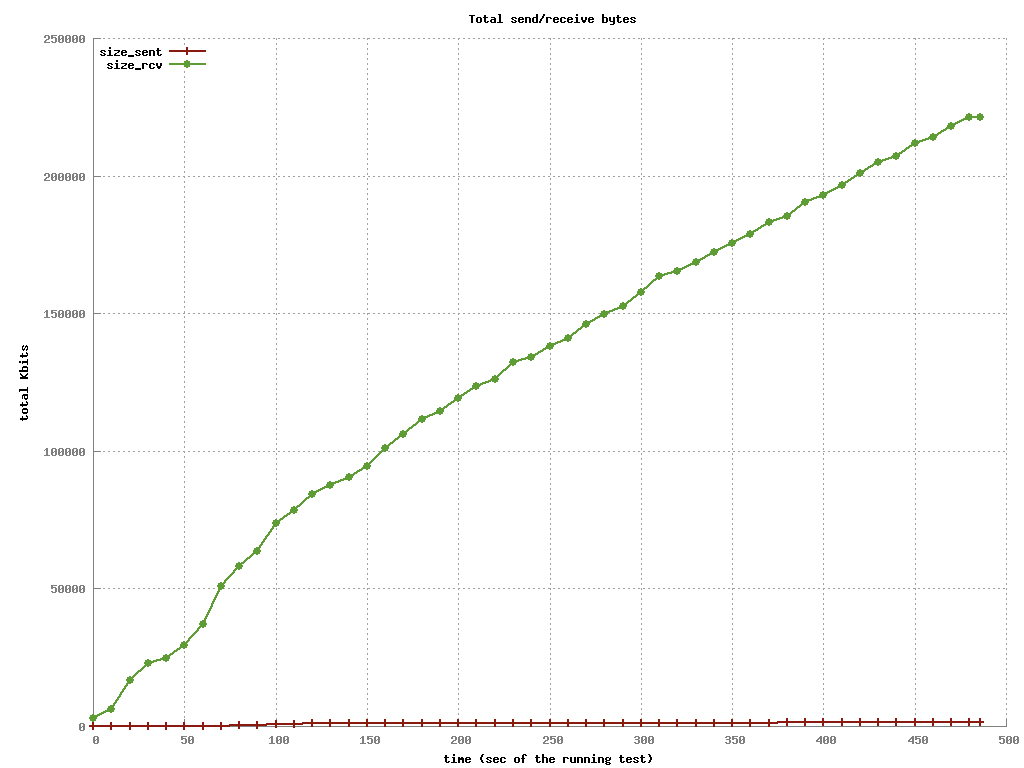 Total send/receive bytes
250000
size_sent
size_rcv
200000
150000
total Kbits
100000
50000
0
0 50 100 150 200 250 300 350 400 450 500
time (sec of the running test)